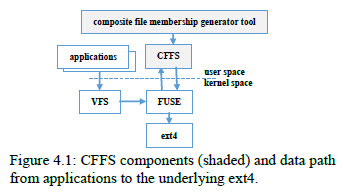 composite file membership generator tool
applications
CFFS
user space
kernel space
VFS
FUSE
ext4
Figure 4.1: CFFS components (shaded) and data path
from applications to the underlying ext4.